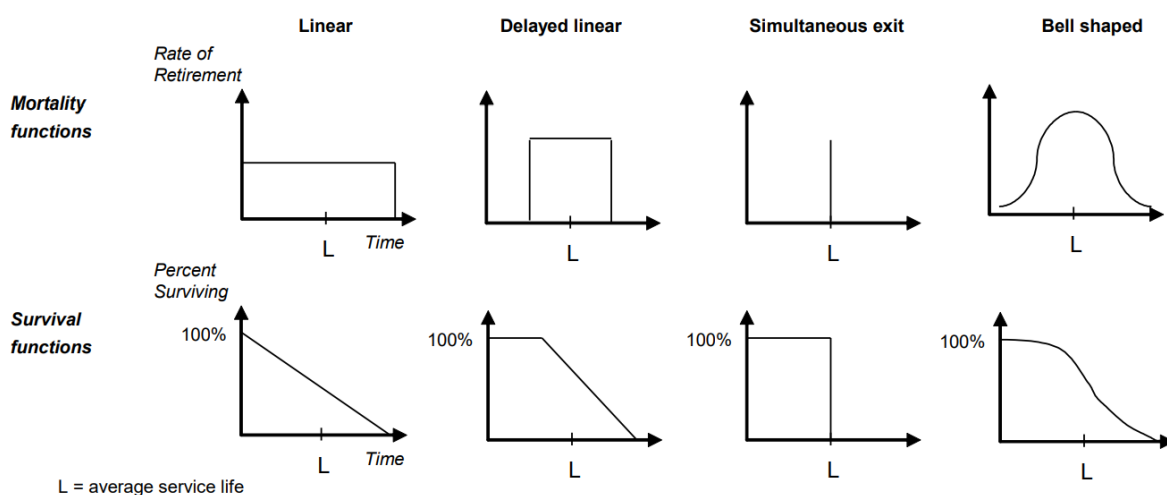 Linear
Delayed linear
Simultaneous exit
Bell shaped
Rate of
Retirement
Mortality
functions
L
Time
L
L
L
Percent
Surviving
Survival
functions
100%
100%
100%
100%
L
Time
L
L
L
L = average service life